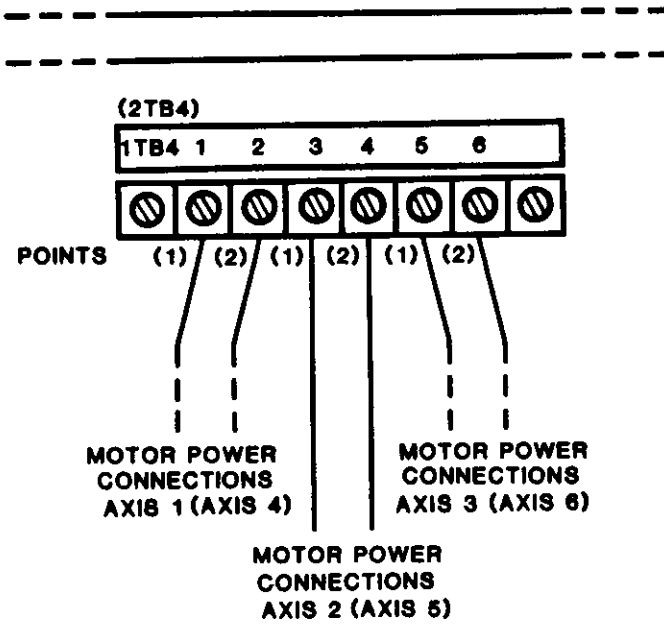 (2TB4)
1TB4 1 2 3 4 5 6
POINTS (1) (2) (1) (2) (1) (2)
MOTOR POWER
CONNECTIONS
AXIS 1 (AXIS 4)
MOTOR POWER
CONNECTIONS
AXIS 3 (AXIS 6)
MOTOR POWER
CONNECTIONS
AXIS 2 (AXIS 5)